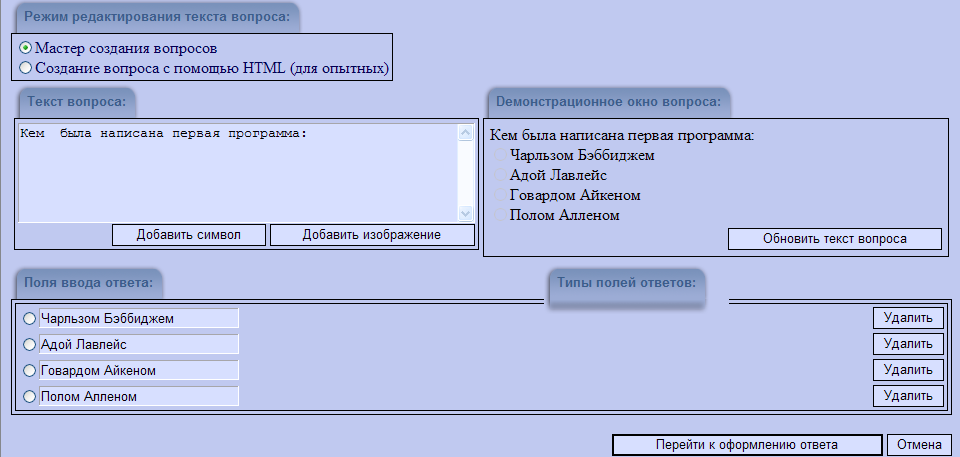 Режим редактирования текста вопроса:
Мастер создания вопросов
Создание вопроса с помощью HTML (для опытных)
Текст вопроса:
Кем была написана первая программа:
Добавить символ
Добавить изображение
Демонстрационное окно вопроса:
Кем была написана первая программа:
Чарльзом Бэббиджем
Адой Лавлейс
Говардом Айкеном
Полом Алленом
Обновить текст вопроса
Поля ввода ответа:
Типы полей ответов:
Чарльзом Бэббиджем Удалить
Адой Лавлейс Удалить
Говардом Айкеном Удалить
Полом Алленом Удалить
Перейти к оформлению ответа Отмена